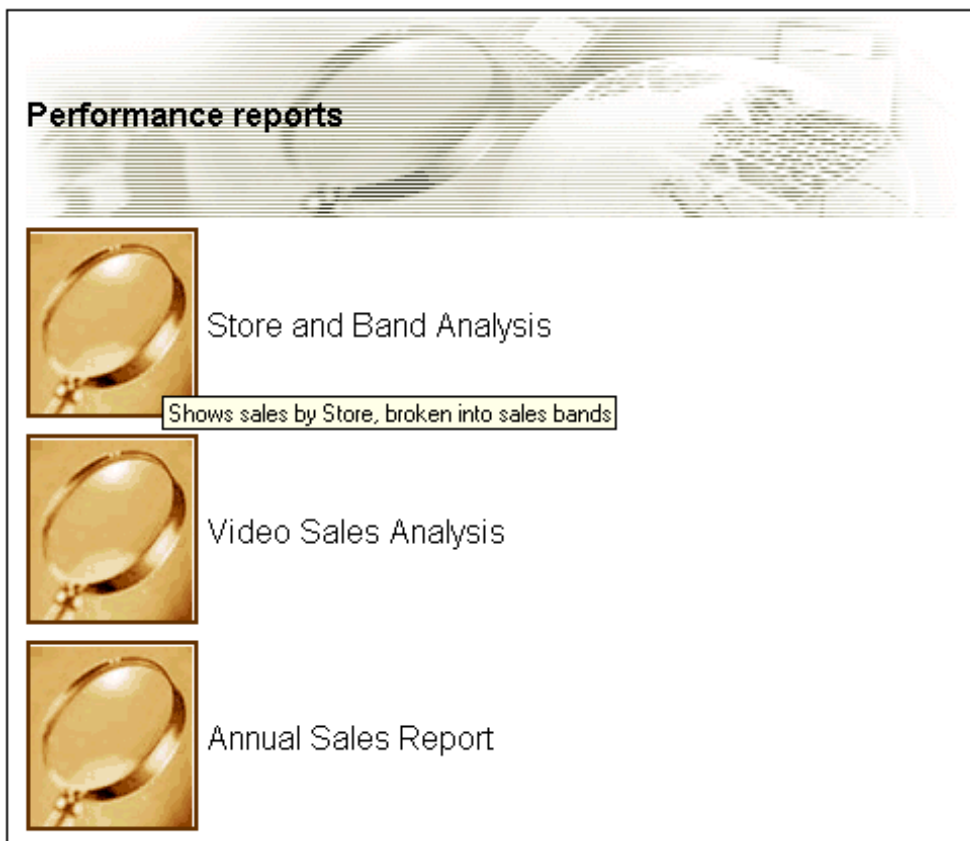 Performance reports
Store and Band Analysis
Shows sales by Store, broken into sales bands
Video Sales Analysis
Annual Sales Report